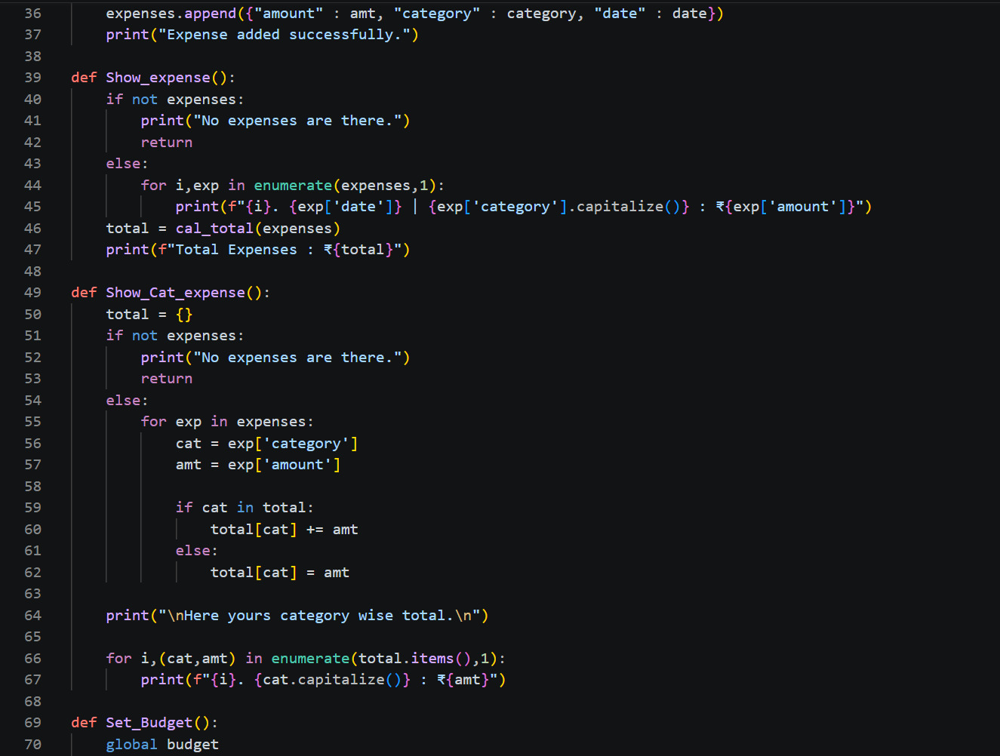 36 expenses.append({"amount" : amt, "category" : category, "date" : date})
37 print("Expense added successfully.")
38
39 def Show_expense():
40     if not expenses:
41         print("No expenses are there.")
42         return
43     else:
44         for i,exp in enumerate(expenses,1):
45             print(f"{i}. {exp['date']} | {exp['category'].capitalize()} : ₹{exp['amount']}")
46     total = cal_total(expenses)
47     print(f"Total Expenses : ₹{total}")
48
49 def Show_Cat_expense():
50     total = {}
51     if not expenses:
52         print("No expenses are there.")
53         return
54     else:
55         for exp in expenses:
56             cat = exp['category']
57             amt = exp['amount']
58
59             if cat in total:
60                 total[cat] += amt
61             else:
62                 total[cat] = amt
63
64     print("\nHere yours category wise total.\n")
65
66     for i,(cat,amt) in enumerate(total.items(),1):
67         print(f"{i}. {cat.capitalize()} : ₹{amt}")
68
69 def Set_Budget():
70     global budget